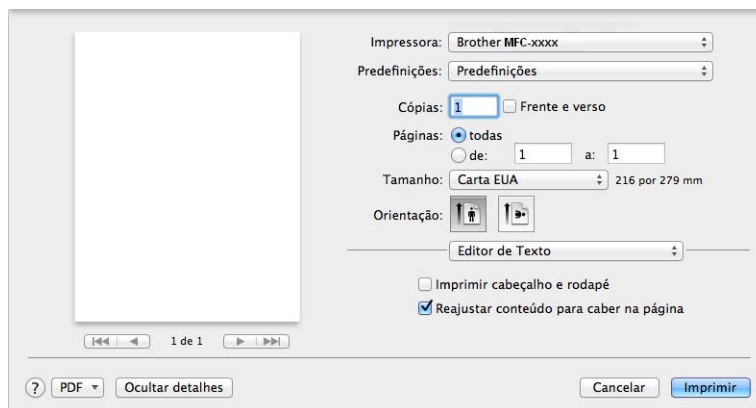 Impressora: Brother MFC-xxxx
Predefinições: Predefinições
Cópias: 1 Frente e verso
Páginas: todas
de: 1 a: 1
Tamanho: Carta EUA 216 por 279 mm
Orientação:
Editor de Texto
Imprimir cabeçalho e rodapé
Reajustar conteúdo para caber na página
1 de 1
? PDF Ocultar detalhes Cancelar Imprimir